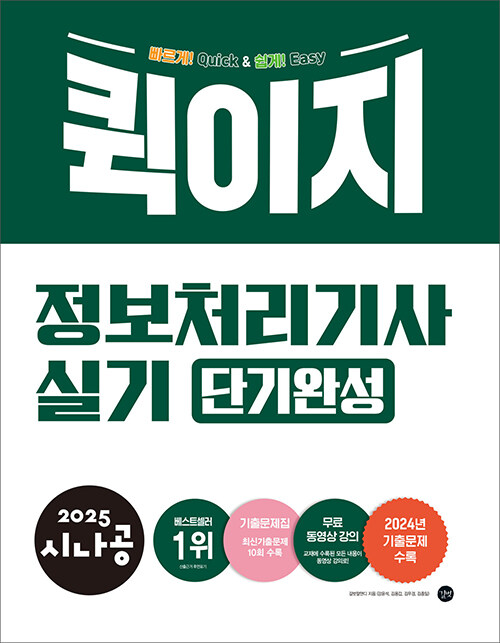 빠르게! Quick & 쉽게! Easy
퀵이지
정보처리기사
실기 단기완성
2025
시나공
베스트셀러
1위
기출문제집
최신기출문제
10회 수록
무료
동영상 강의
교재에 수록된 모든 내용이
동영상 강의로!
2024년
기출문제
수록
길벗